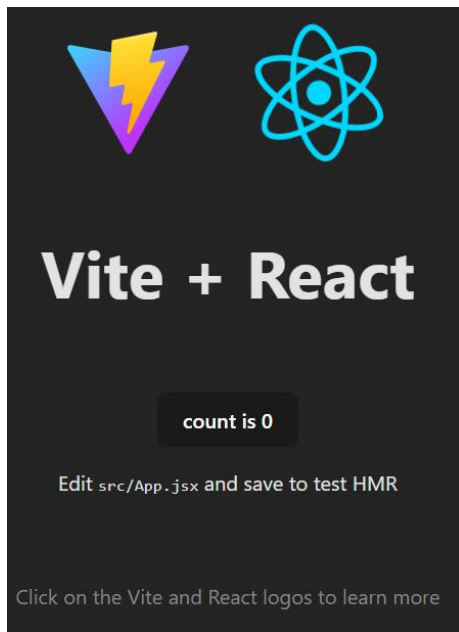 Vite + React
count is 0
Edit src/App.jsx and save to test HMR
Click on the Vite and React logos to learn more